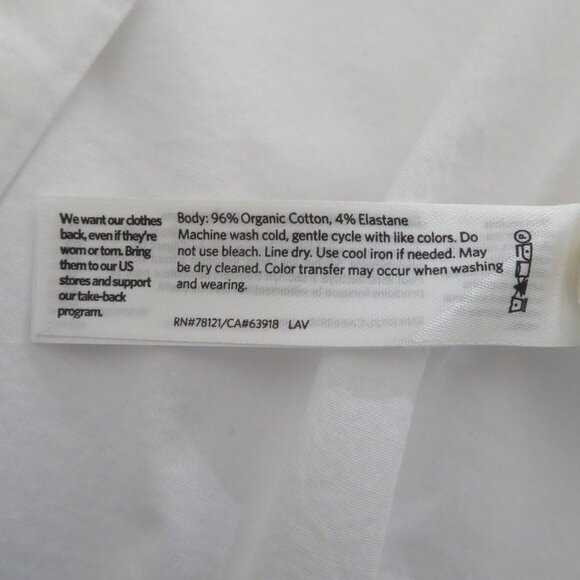 We want our clothes
back, even if they're
worn or torn. Bring
them to our US
stores and support
our take-back
program.
Body: 96% Organic Cotton, 4% Elastane
Machine wash cold, gentle cycle with like colors. Do
not use bleach. Line dry. Use cool iron if needed. May
be dry cleaned. Color transfer may occur when washing
and wearing.
RN#78121/CA#63918 LAV